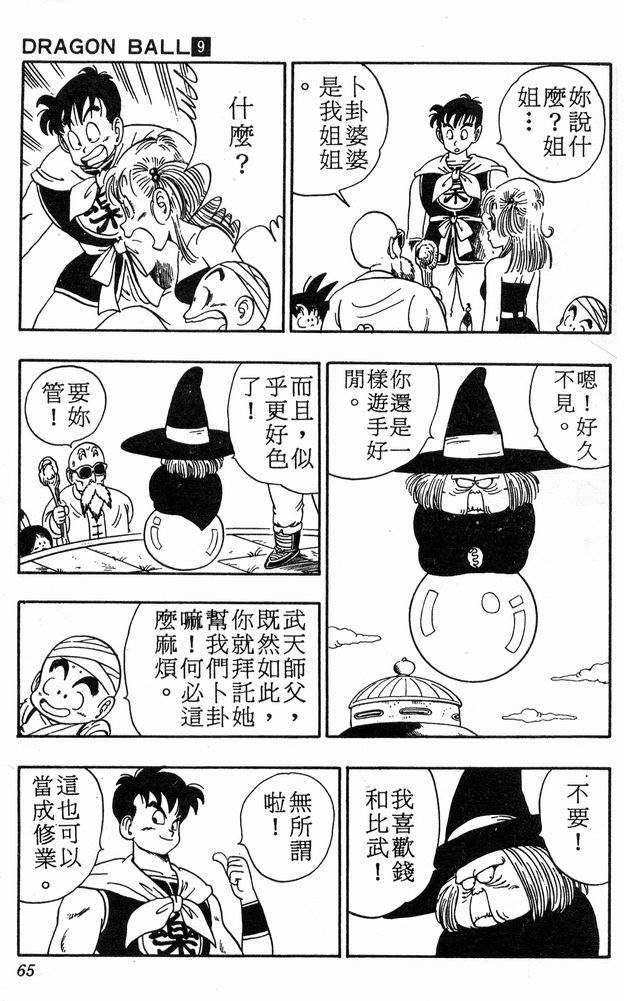 DRAGON BALL 9
妳說什
麼？姐
姐…
卜卦婆婆
是我姐姐
。
什麼？
嗯！好久
不見。
你還是一
樣遊手好
閒。
而且，似
乎更好色
了！
要妳
管！
武天師父，
既然如此，
你就拜託她
幫我們卜卦
嘛！何必這
麼麻煩。
不要！
我喜歡錢
和比武！
無所謂
啦！
這也可以
當成修業。
樂
樂
樂
65